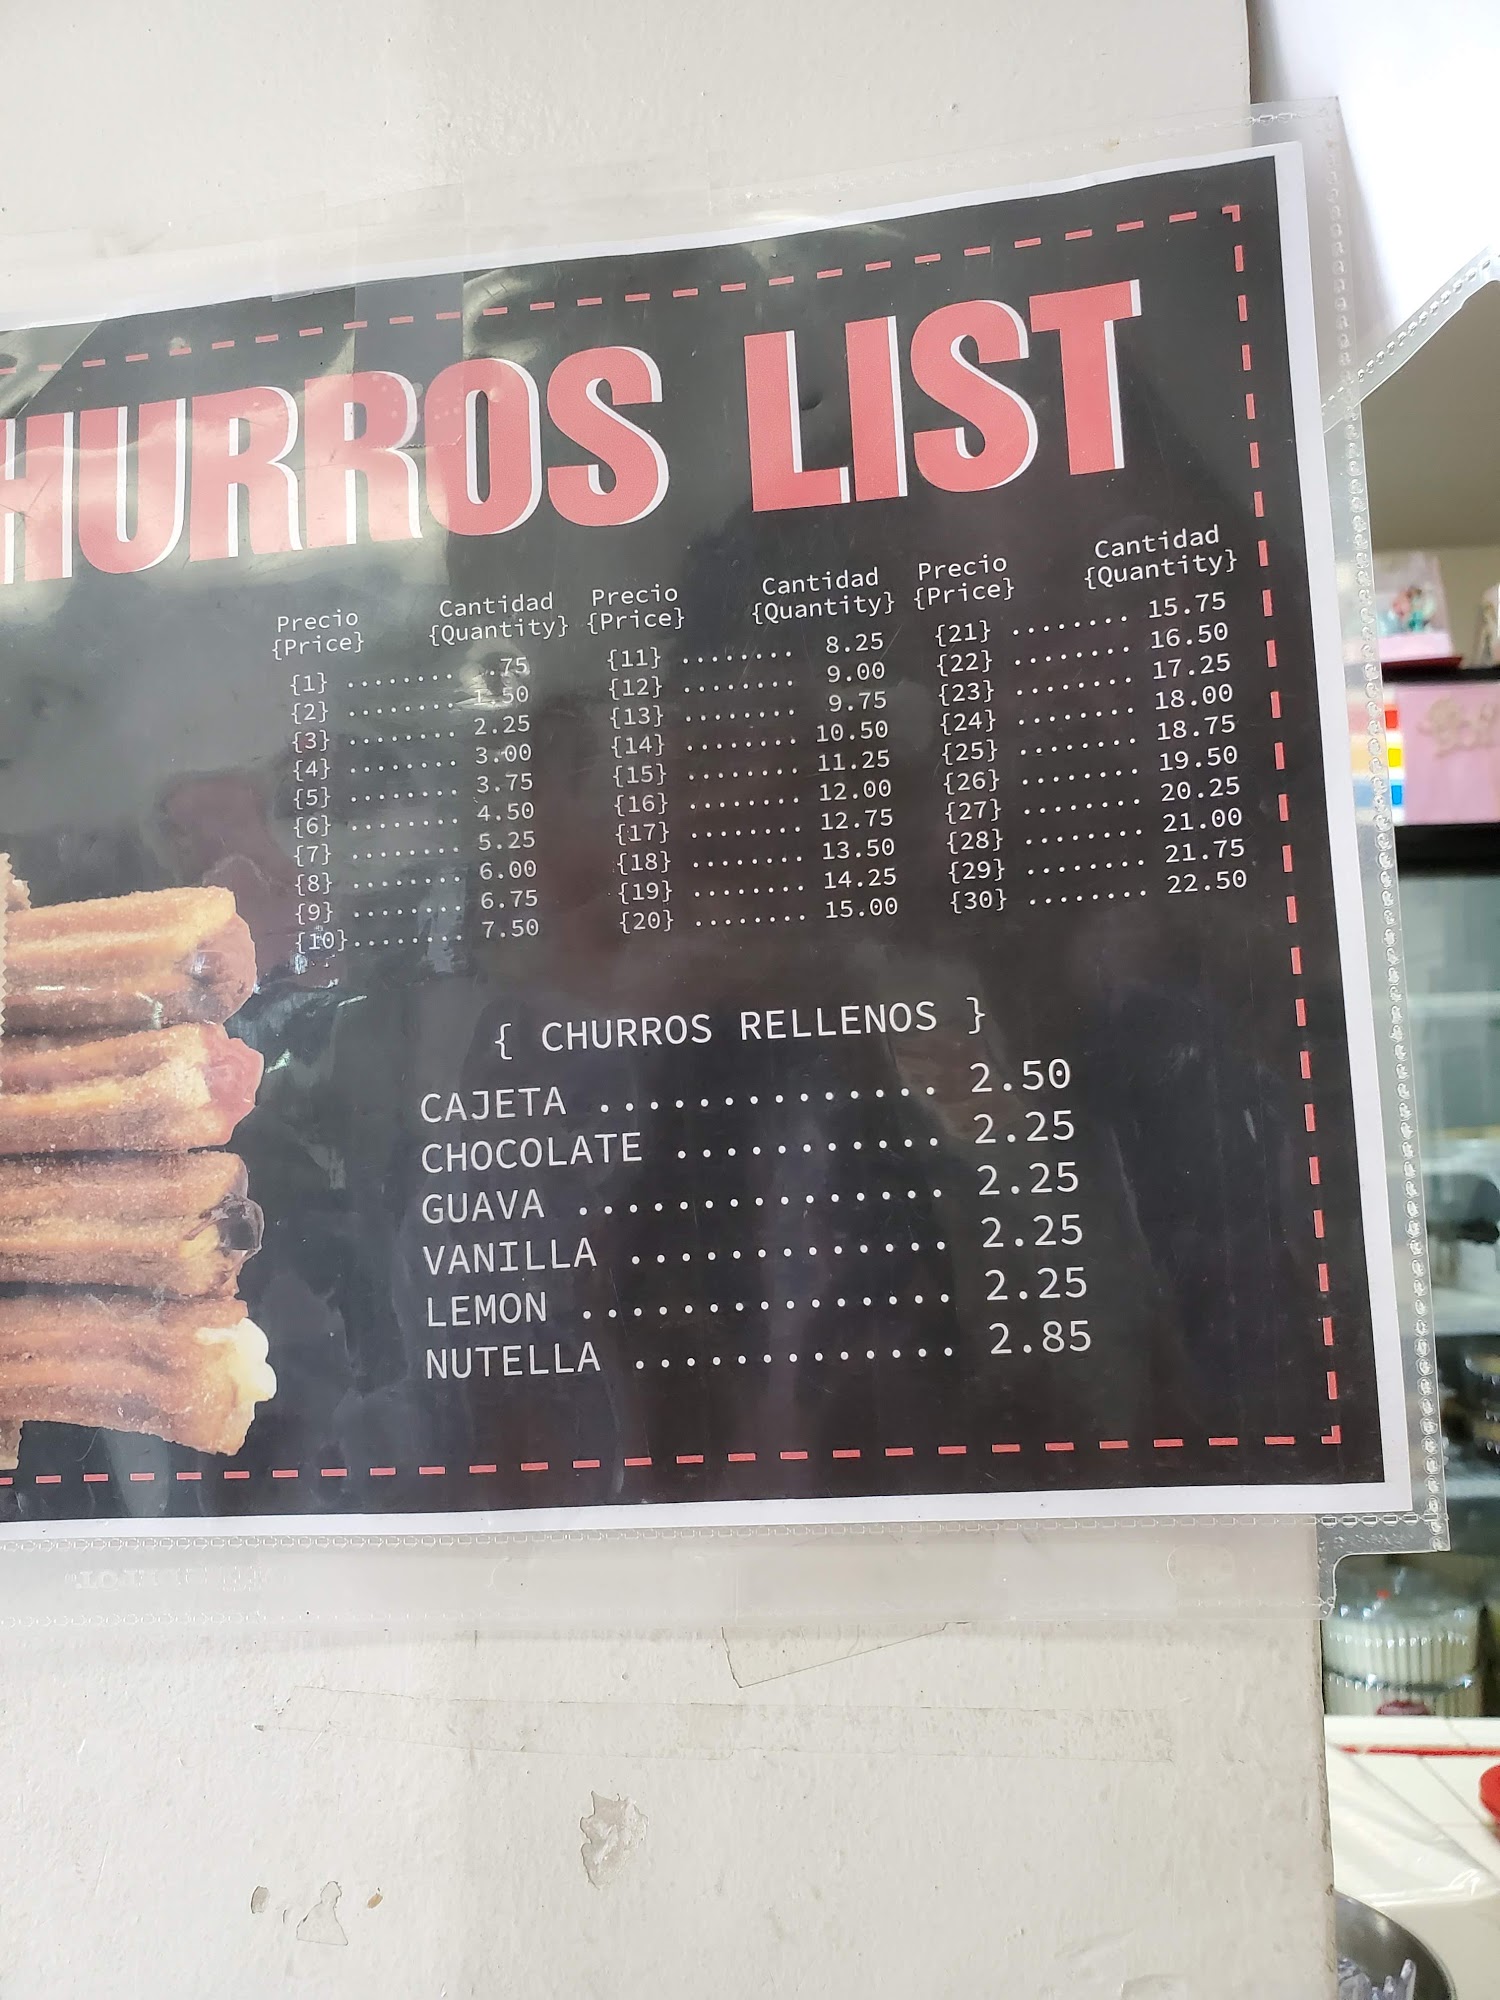 HURROS LIST
Precio Cantidad
{Price} {Quantity}
{1} ........ .75
{2} ........ 1.50
{3} ........ 2.25
{4} ........ 3.00
{5} ........ 3.75
{6} ........ 4.50
{7} ........ 5.25
{8} ........ 6.00
{9} ........ 6.75
{10}........ 7.50
Precio Cantidad
{Price} {Quantity}
{11} ........ 8.25
{12} ........ 9.00
{13} ........ 9.75
{14} ........ 10.50
{15} ........ 11.25
{16} ........ 12.00
{17} ........ 12.75
{18} ........ 13.50
{19} ........ 14.25
{20} ........ 15.00
Precio Cantidad
{Price} {Quantity}
{21} ........ 15.75
{22} ........ 16.50
{23} ........ 17.25
{24} ........ 18.00
{25} ........ 18.75
{26} ........ 19.50
{27} ........ 20.25
{28} ........ 21.00
{29} ........ 21.75
{30} ........ 22.50
{ CHURROS RELLENOS }
CAJETA .............. 2.50
CHOCOLATE ........... 2.25
GUAVA ............... 2.25
VANILLA ............. 2.25
LEMON ............... 2.25
NUTELLA ............. 2.85